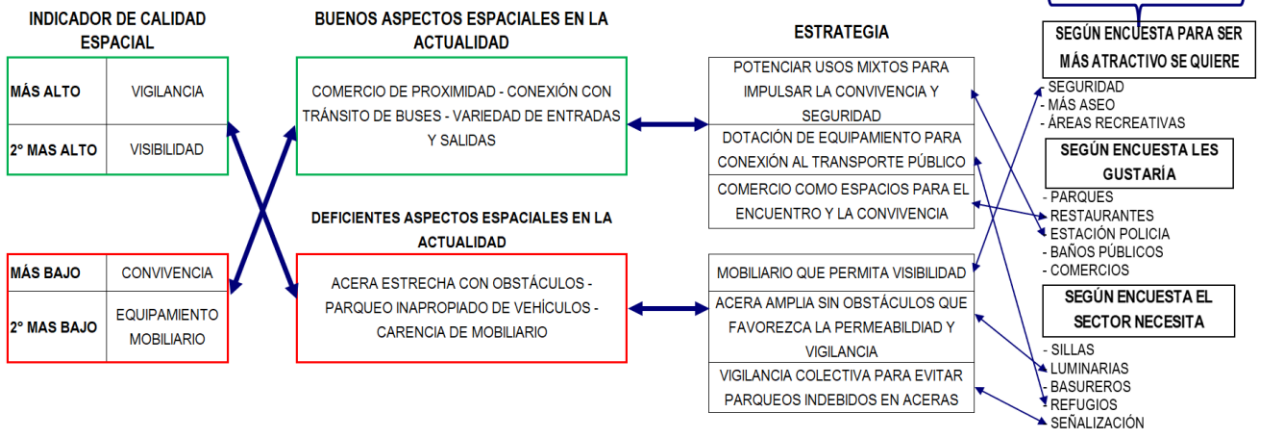 INDICADOR DE CALIDAD
ESPACIAL
MÁS ALTO
VIGILANCIA
2º MAS ALTO
VISIBILIDAD
MÁS BAJO
CONVIVENCIA
2º MAS BAJO
EQUIPAMIENTO
MOBILIARIO
BUENOS ASPECTOS ESPACIALES EN LA
ACTUALIDAD
COMERCIO DE PROXIMIDAD - CONEXIÓN CON
TRÁNSITO DE BUSES - VARIEDAD DE ENTRADAS
Y SALIDAS
DEFICIENTES ASPECTOS ESPACIALES EN LA
ACTUALIDAD
ACERA ESTRECHA CON OBSTÁCULOS -
PARQUEO INAPROPIADO DE VEHÍCULOS -
CARENCIA DE MOBILIARIO
ESTRATEGIA
POTENCIAR USOS MIXTOS PARA
IMPULSAR LA CONVIVENCIA Y
SEGURIDAD
DOTACIÓN DE EQUIPAMIENTO PARA
CONEXIÓN AL TRANSPORTE PÚBLICO
COMERCIO COMO ESPACIOS PARA EL
ENCUENTRO Y LA CONVIVENCIA
MOBILIARIO QUE PERMITA VISIBILIDAD
ACERA AMPLIA SIN OBSTÁCULOS QUE
FAVOREZCA LA PERMEABILDIAD Y
VIGILANCIA
VIGILANCIA COLECTIVA PARA EVITAR
PARQUEOS INDEBIDOS EN ACERAS
SEGÚN ENCUESTA PARA SER
MÁS ATRACTIVO SE QUIERE
- SEGURIDAD
- MÁS ASEO
- ÁREAS RECREATIVAS
SEGÚN ENCUESTA LES
GUSTARÍA
- PARQUES
- RESTAURANTES
- ESTACIÓN POLICIA
- BAÑOS PÚBLICOS
- COMERCIOS
SEGÚN ENCUESTA EL
SECTOR NECESITA
- SILLAS
- LUMINARIAS
- BASUREROS
- REFUGIOS
- SEÑALIZACIÓN